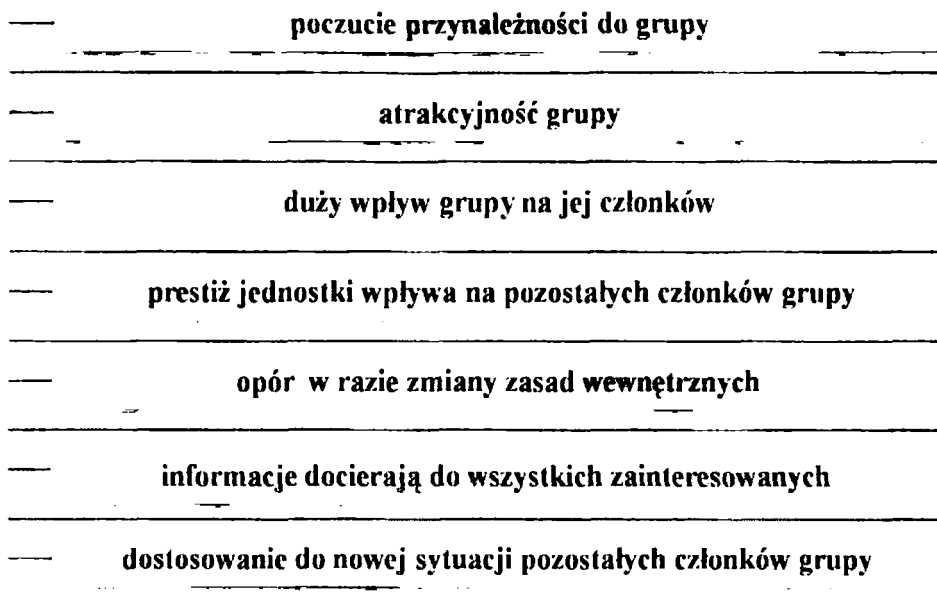 poczucie przynależności do grupy
atrakcyjność grupy
duży wpływ grupy na jej członków
prestiż jednostki wpływa na pozostałych członków grupy
opór w razie zmiany zasad wewnętrznych
informacje docierają do wszystkich zainteresowanych
dostosowanie do nowej sytuacji pozostałych członków grupy